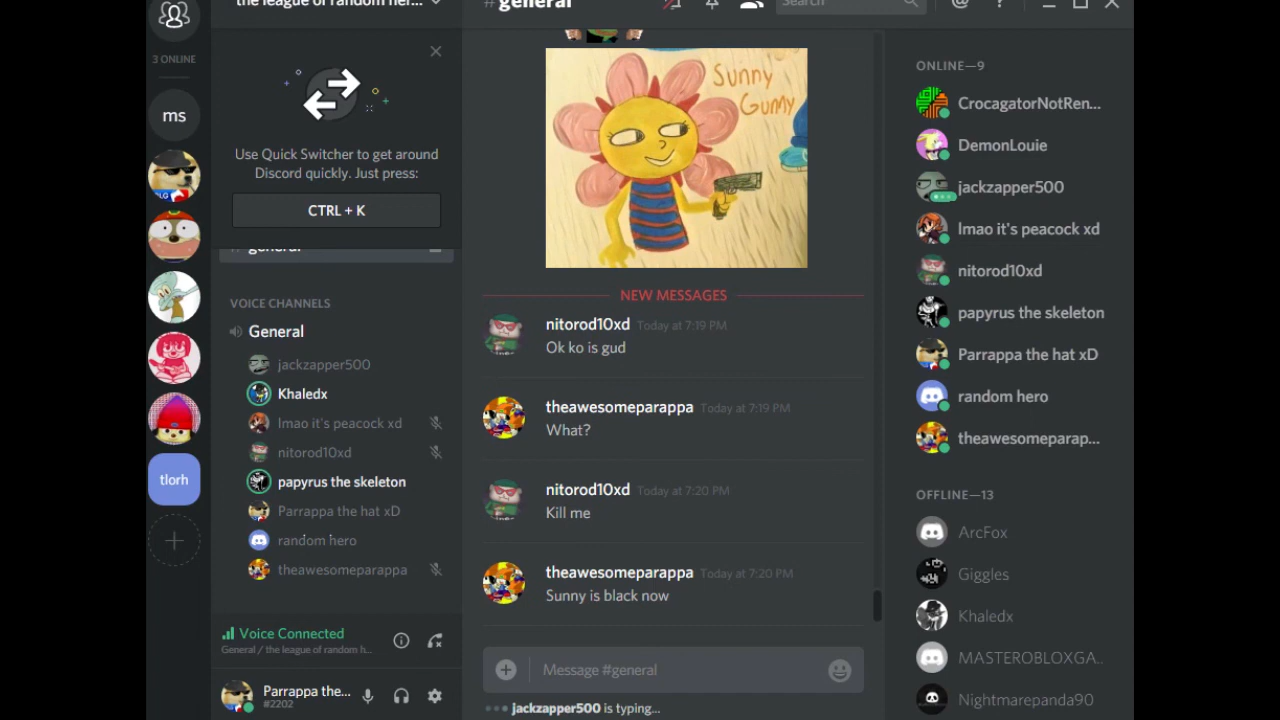 the league of random her...
#general
Search
3 ONLINE
ms
tlorh
Use Quick Switcher to get around
Discord quickly. Just press:
CTRL + K
general
VOICE CHANNELS
General
jackzapper500
Khaledx
lmao it's peacock xd
nitorod10xd
papyrus the skeleton
Parrappa the hat xD
random hero
theawesomeparappa
Voice Connected
General / the league of random h...
Parrappa the...
#2202
Sunny
Gunny
NEW MESSAGES
nitorod10xd Today at 7:19 PM
Ok ko is gud
theawesomeparappa Today at 7:19 PM
What?
nitorod10xd Today at 7:20 PM
Kill me
theawesomeparappa Today at 7:20 PM
Sunny is black now
Message #general
jackzapper500 is typing...
ONLINE—9
CrocagatorNotRen...
DemonLouie
jackzapper500
lmao it's peacock xd
nitorod10xd
papyrus the skeleton
Parrappa the hat xD
random hero
theawesomeparap...
OFFLINE—13
ArcFox
Giggles
Khaledx
MASTEROBLOXGA...
Nightmarepanda90